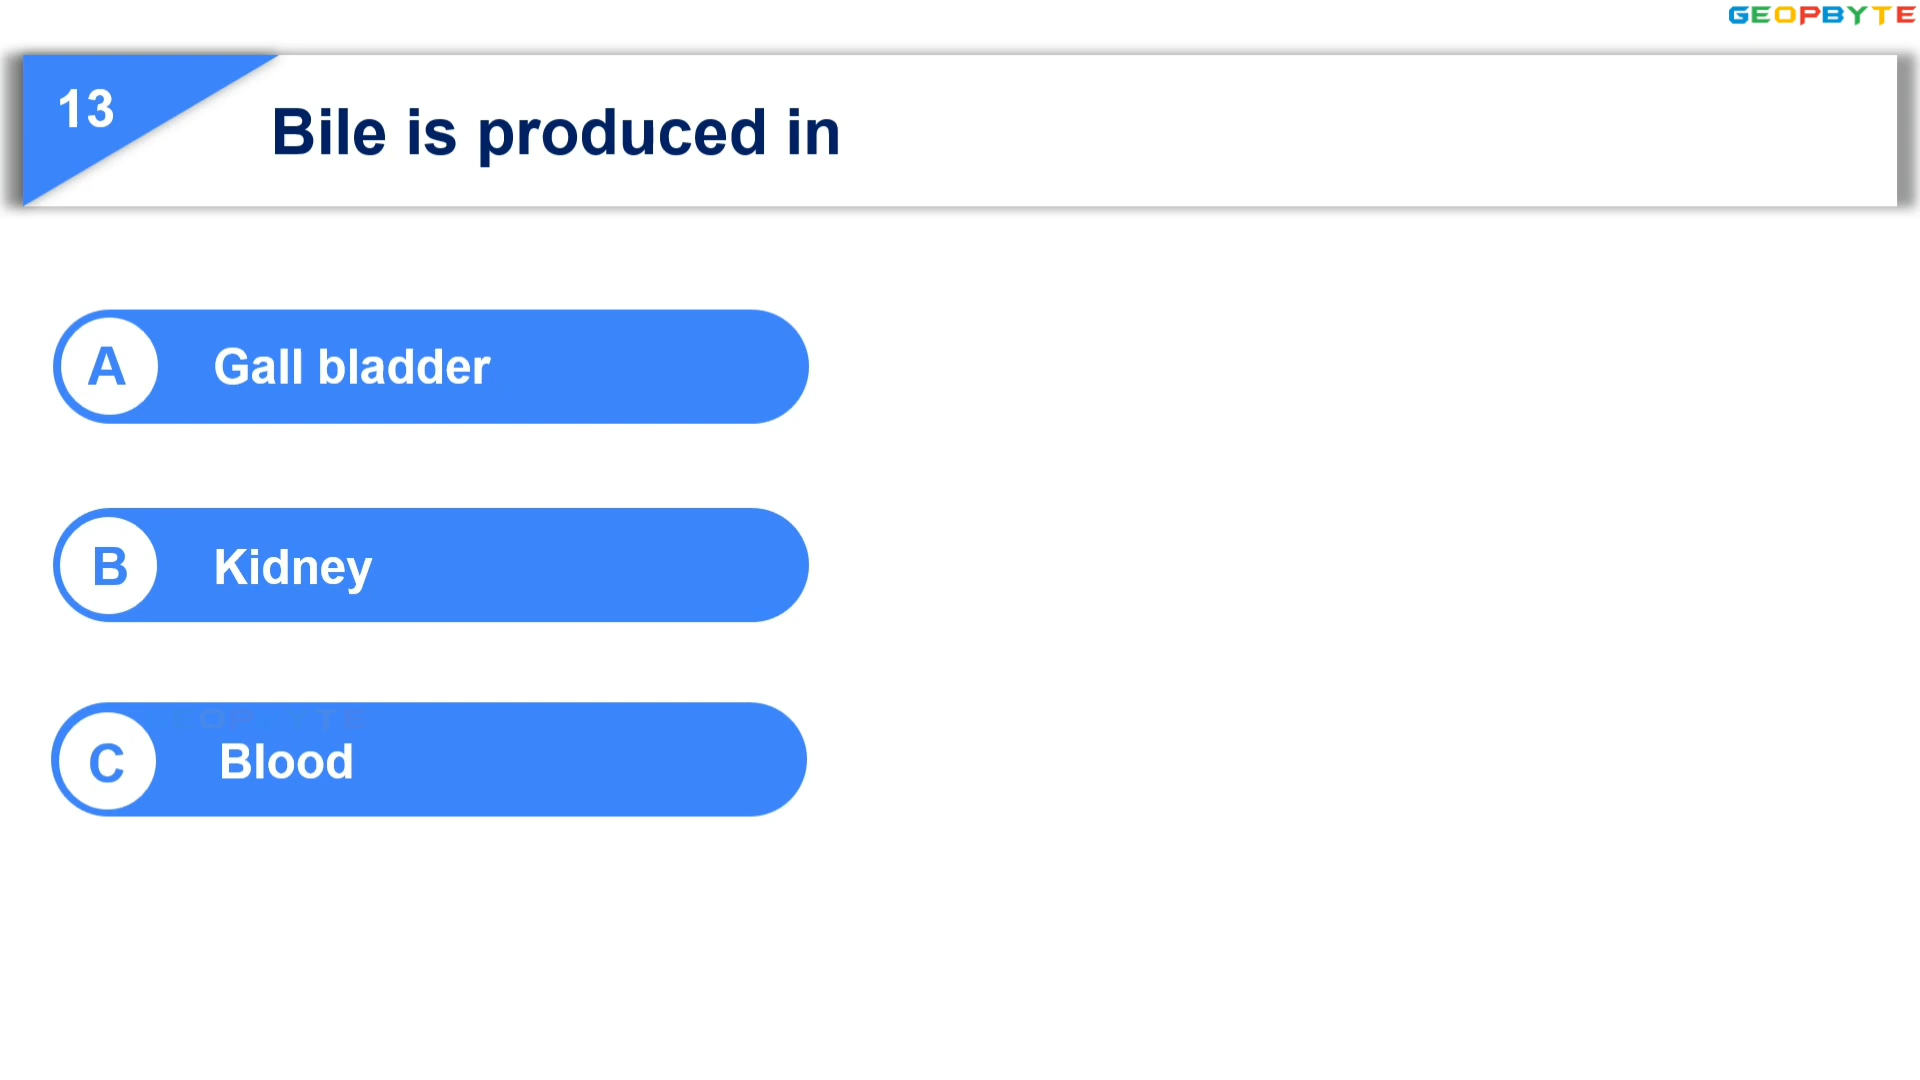 GEOPBYTE
13
Bile is produced in
A Gall bladder
B Kidney
C Blood